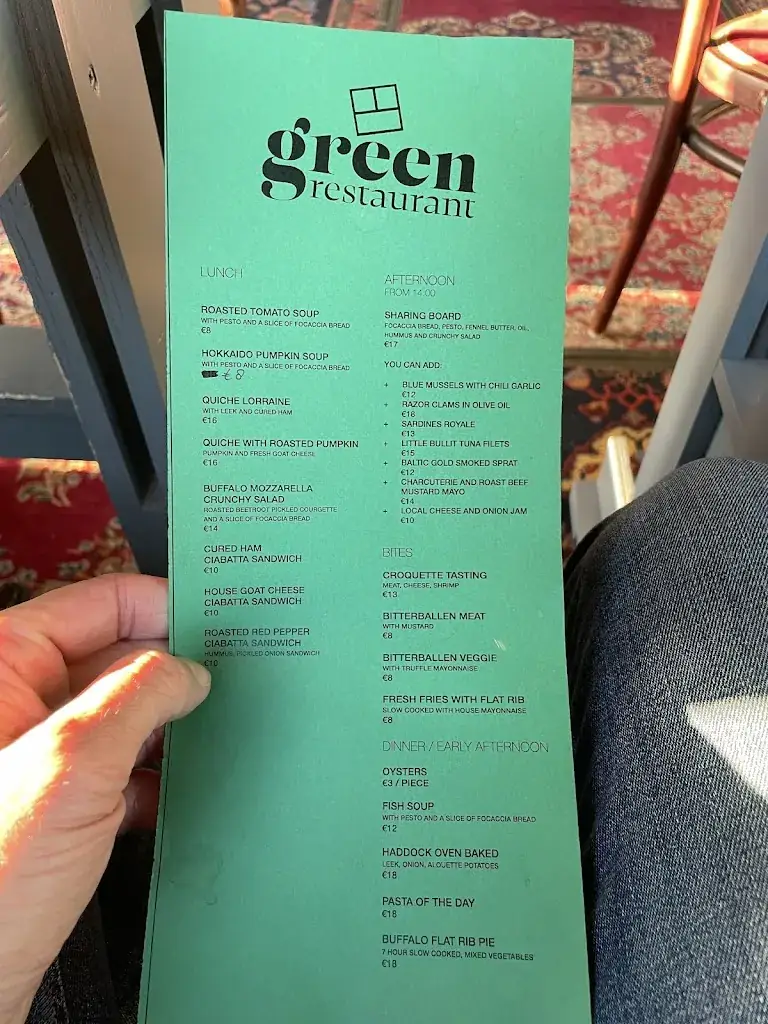 green
restaurant
LUNCH
ROASTED TOMATO SOUP
WITH PESTO AND A SLICE OF FOCACCIA BREAD
€8
HOKKAIDO PUMPKIN SOUP
WITH PESTO AND A SLICE OF FOCACCIA BREAD
€8
QUICHE LORRAINE
WITH LEEK AND CURED HAM
€16
QUICHE WITH ROASTED PUMPKIN
PUMPKIN AND FRESH GOAT CHEESE
€16
BUFFALO MOZZARELLA
CRUNCHY SALAD
ROASTED BEETROOT PICKLED COURGETTE
AND A SLICE OF FOCACCIA BREAD
€14
CURED HAM
CIABATTA SANDWICH
€10
HOUSE GOAT CHEESE
CIABATTA SANDWICH
€10
ROASTED RED PEPPER
CIABATTA SANDWICH
HUMMUS, PICKLED ONION SANDWICH
€10
AFTERNOON
FROM 14:00
SHARING BOARD
FOCACCIA BREAD, PESTO, FENNEL BUTTER, OIL,
HUMMUS AND CRUNCHY SALAD
€17
YOU CAN ADD:
+ BLUE MUSSELS WITH CHILI GARLIC
€12
+ RAZOR CLAMS IN OLIVE OIL
€16
+ SARDINES ROYALE
€13
+ LITTLE BULLIT TUNA FILETS
€15
+ BALTIC GOLD SMOKED SPRAT
€12
+ CHARCUTERIE AND ROAST BEEF
MUSTARD MAYO
€14
+ LOCAL CHEESE AND ONION JAM
€10
BITES
CROQUETTE TASTING
MEAT, CHEESE, SHRIMP
€13
BITTERBALLEN MEAT
WITH MUSTARD
€8
BITTERBALLEN VEGGIE
WITH TRUFFLE MAYONNAISE
€8
FRESH FRIES WITH FLAT RIB
SLOW COOKED WITH HOUSE MAYONNAISE
€8
DINNER / EARLY AFTERNOON
OYSTERS
€3 / PIECE
FISH SOUP
WITH PESTO AND A SLICE OF FOCACCIA BREAD
€12
HADDOCK OVEN BAKED
LEEK, ONION, ALOUETTE POTATOES
€18
PASTA OF THE DAY
€18
BUFFALO FLAT RIB PIE
7 HOUR SLOW COOKED, MIXED VEGETABLES
€18